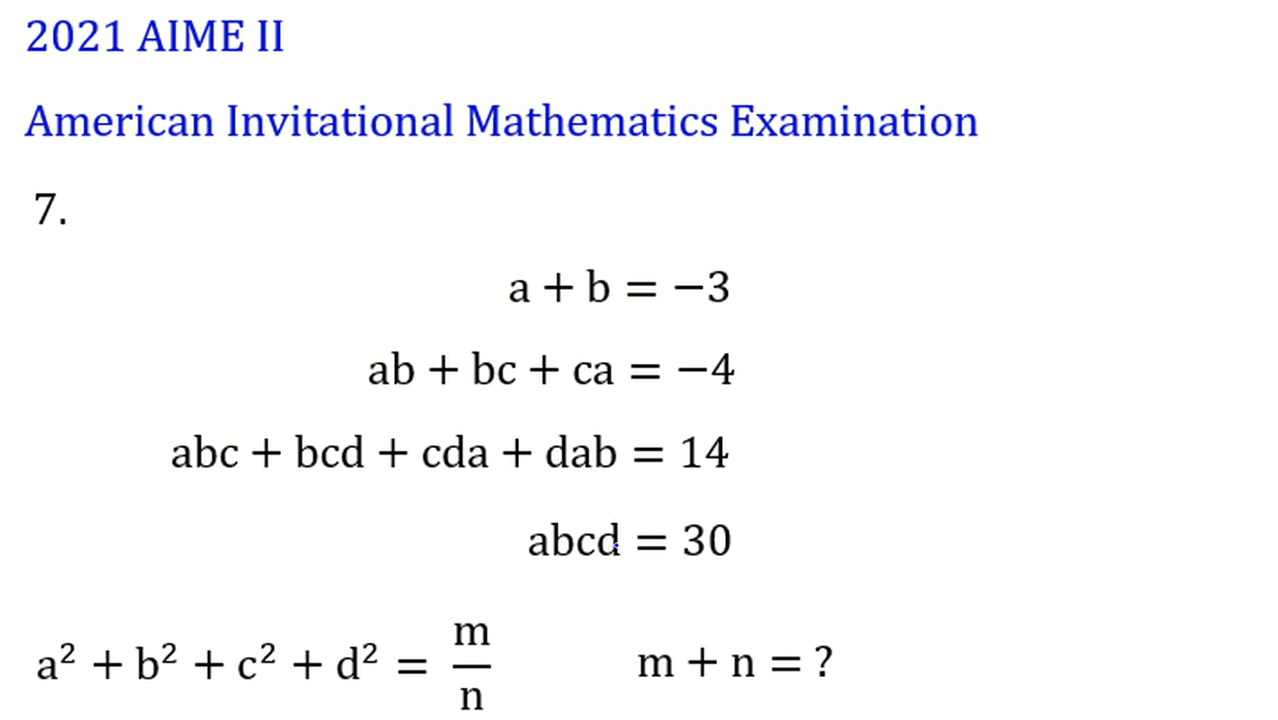 2021 AIME II
American Invitational Mathematics Examination
7.
a + b = −3
ab + bc + ca = −4
abc + bcd + cda + dab = 14
abcd = 30
a² + b² + c² + d² = m/n m + n = ?